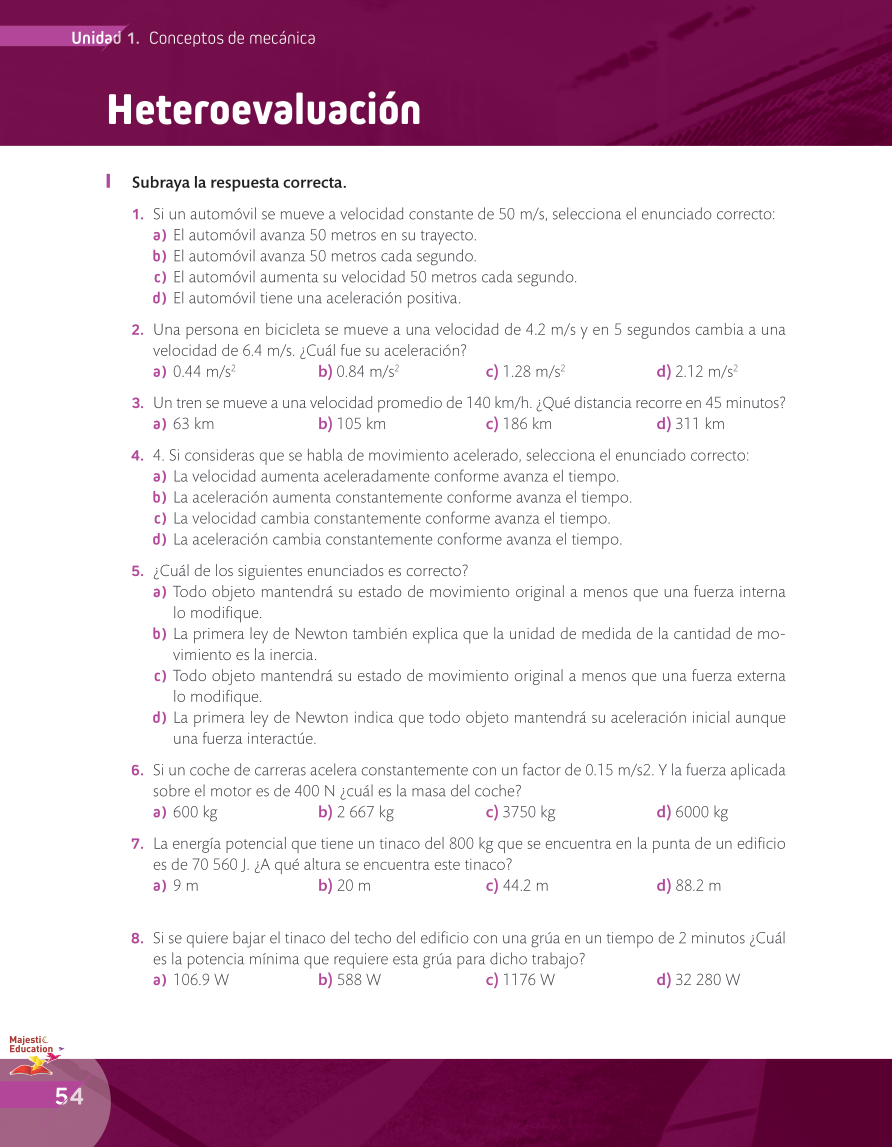 Unidad 1. Conceptos de mecánica
Heteroevaluación
I Subraya la respuesta correcta.
1. Si un automóvil se mueve a velocidad constante de 50 m/s, selecciona el enunciado correcto:
a) El automóvil avanza 50 metros en su trayecto.
b) El automóvil avanza 50 metros cada segundo.
c) El automóvil aumenta su velocidad 50 metros cada segundo.
d) El automóvil tiene una aceleración positiva.
2. Una persona en bicicleta se mueve a una velocidad de 4.2 m/s y en 5 segundos cambia a una
velocidad de 6.4 m/s. ¿Cuál fue su aceleración?
a) 0.44 m/s² b) 0.84 m/s² c) 1.28 m/s² d) 2.12 m/s²
3. Un tren se mueve a una velocidad promedio de 140 km/h. ¿Qué distancia recorre en 45 minutos?
a) 63 km b) 105 km c) 186 km d) 311 km
4. 4. Si consideras que se habla de movimiento acelerado, selecciona el enunciado correcto:
a) La velocidad aumenta aceleradamente conforme avanza el tiempo.
b) La aceleración aumenta constantemente conforme avanza el tiempo.
c) La velocidad cambia constantemente conforme avanza el tiempo.
d) La aceleración cambia constantemente conforme avanza el tiempo.
5. ¿Cuál de los siguientes enunciados es correcto?
a) Todo objeto mantendrá su estado de movimiento original a menos que una fuerza interna
lo modifique.
b) La primera ley de Newton también explica que la unidad de medida de la cantidad de mo-
vimiento es la inercia.
c) Todo objeto mantendrá su estado de movimiento original a menos que una fuerza externa
lo modifique.
d) La primera ley de Newton indica que todo objeto mantendrá su aceleración inicial aunque
una fuerza interactúe.
6. Si un coche de carreras acelera constantemente con un factor de 0.15 m/s2. Y la fuerza aplicada
sobre el motor es de 400 N ¿cuál es la masa del coche?
a) 600 kg b) 2 667 kg c) 3750 kg d) 6000 kg
7. La energía potencial que tiene un tinaco del 800 kg que se encuentra en la punta de un edificio
es de 70 560 J. ¿A qué altura se encuentra este tinaco?
a) 9 m b) 20 m c) 44.2 m d) 88.2 m
8. Si se quiere bajar el tinaco del techo del edificio con una grúa en un tiempo de 2 minutos ¿Cuál
es la potencia mínima que requiere esta grúa para dicho trabajo?
a) 106.9 W b) 588 W c) 1176 W d) 32 280 W
Majestic
Education
54